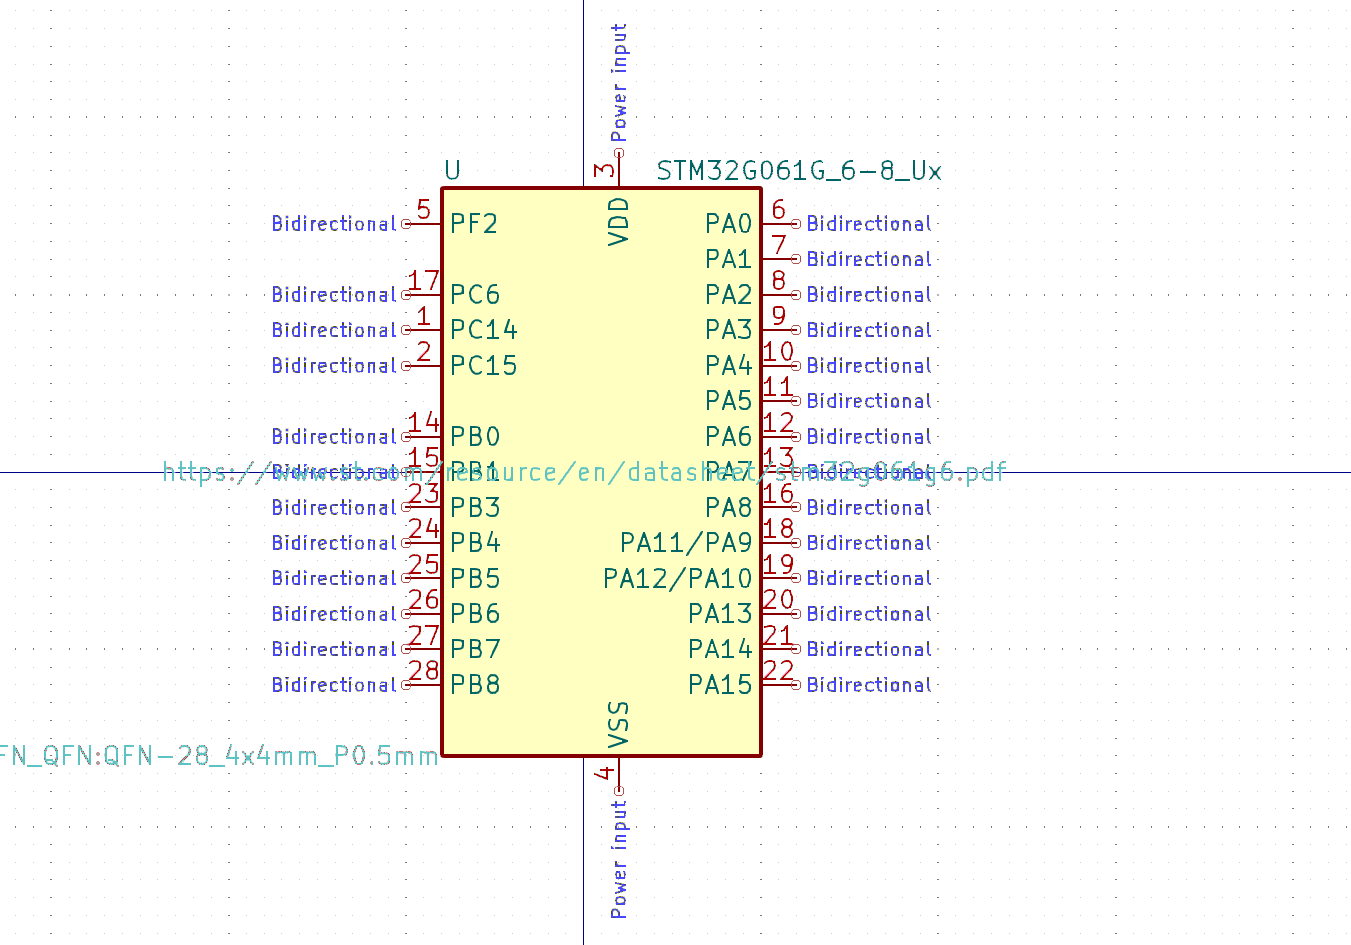 Power input
3
U STM32G061G_6-8_Ux
VDD
Bidirectional 5 PF2 PA0 6 Bidirectional
PA1 7 Bidirectional
Bidirectional 17 PC6 PA2 8 Bidirectional
Bidirectional 1 PC14 PA3 9 Bidirectional
Bidirectional 2 PC15 PA4 10 Bidirectional
PA5 11 Bidirectional
Bidirectional 14 PB0 PA6 12 Bidirectional
Bidirectional 15 PB1 PA7 13 Bidirectional
https://www.st.com/resource/en/datasheet/stm32g061g6.pdf
Bidirectional 23 PB3 PA8 16 Bidirectional
Bidirectional 24 PB4 PA11/PA9 18 Bidirectional
Bidirectional 25 PB5 PA12/PA10 19 Bidirectional
Bidirectional 26 PB6 PA13 20 Bidirectional
Bidirectional 27 PB7 PA14 21 Bidirectional
Bidirectional 28 PB8 PA15 22 Bidirectional
VSS
FN_QFN:QFN-28_4x4mm_P0.5mm
4
Power input